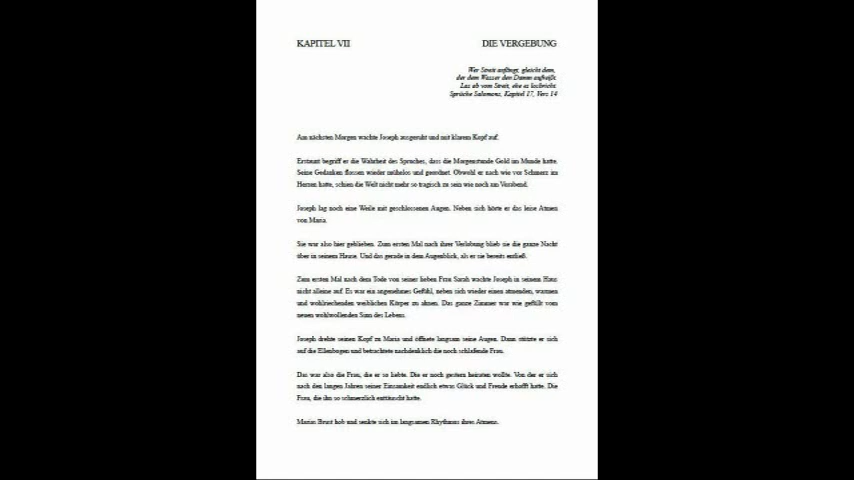 KAPITEL VII DIE VERGEBUNG
Wer Streit anfängt, gleicht dem,
der dem Wasser den Damm aufreißt.
Las ab vom Streit, ehe er losbricht.
Sprüche Salomons, Kapitel 17, Vers 14
Am nächsten Morgen wachte Joseph ausgeruht und mit klarem Kopf auf.
Erstaunt begriff er die Wahrheit des Spruches, dass die Morgenstunde Gold im Munde hatte.
Seine Gedanken flossen wieder mühelos und geordnet. Obwohl er nach wie vor Schmerz im
Herzen hatte, schien die Welt nicht mehr so tragisch zu sein wie noch am Vorabend.
Joseph lag noch eine Weile mit geschlossenen Augen. Neben sich hörte er das leise Atmen
von Maria.
Sie war also hier geblieben. Zum ersten Mal nach ihrer Verlobung blieb sie die ganze Nacht
über in seinem Hause. Und das gerade in dem Augenblick, als er sie bereits entließ.
Zum ersten Mal nach dem Tode von seiner lieben Frau Sarah wachte Joseph in seinem Haus
nicht alleine auf. Es war ein angenehmes Gefühl, neben sich wieder einen atmenden, warmen
und wohlriechenden weiblichen Körper zu ahnen. Das ganze Zimmer war wie gefüllt vom
neuen wohlwollenden Sinn des Lebens.
Joseph drehte seinen Kopf zu Maria und öffnete langsam seine Augen. Dann stützte er sich
auf die Ellenbogen und betrachtete nachdenklich die noch schlafende Frau.
Das war also die Frau, die er so liebte. Die er noch gestern heiraten wollte. Von der er sich
nach den langen Jahren seiner Einsamkeit endlich etwas Glück und Freude erhofft hatte. Die
Frau, die ihn so schmerzlich enttäuscht hatte.
Marias Brust hob und senkte sich im langsamen Rhythmus ihres Atmens.